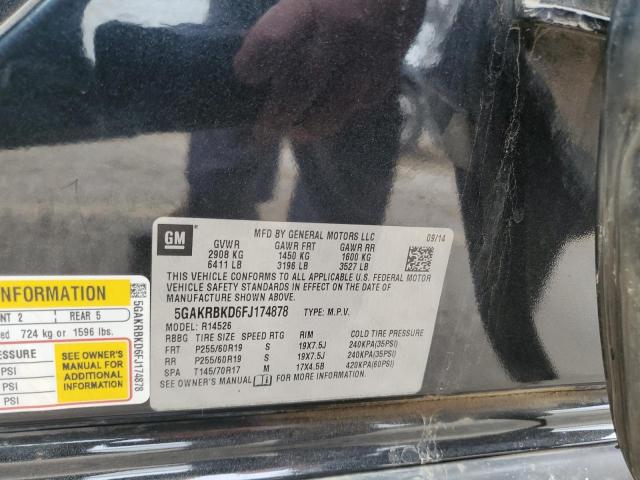 GM
MFD BY GENERAL MOTORS LLC
09/14
GVWR GAWR FRT GAWR RR
2908 KG 1450 KG 1600 KG
6411 LB 3196 LB 3527 LB
THIS VEHICLE CONFORMS TO ALL APPLICABLE U.S. FEDERAL MOTOR
VEHICLE SAFETY STANDARDS IN EFFECT ON THE DATE OF
MANUFACTURE SHOWN ABOVE.
5GAKRBKD6FJ174878 TYPE: M.P.V.
MODEL: R14526
RBBG TIRE SIZE SPEED RTG RIM COLD TIRE PRESSURE
FRT P255/60R19 S 19X7.5J 240KPA(35PSI)
RR P255/60R19 S 19X7.5J 240KPA(35PSI)
SPA T145/70R17 M 17X4.5B 420KPA(60PSI)
SEE OWNER'S MANUAL FOR MORE INFORMATION.
INFORMATION
2 REAR 5
724 kg or 1596 lbs.
PRESSURE
PSI
PSI
PSI
SEE OWNER'S
MANUAL FOR
ADDITIONAL
INFORMATION
5GAKRBKD6FJ174878